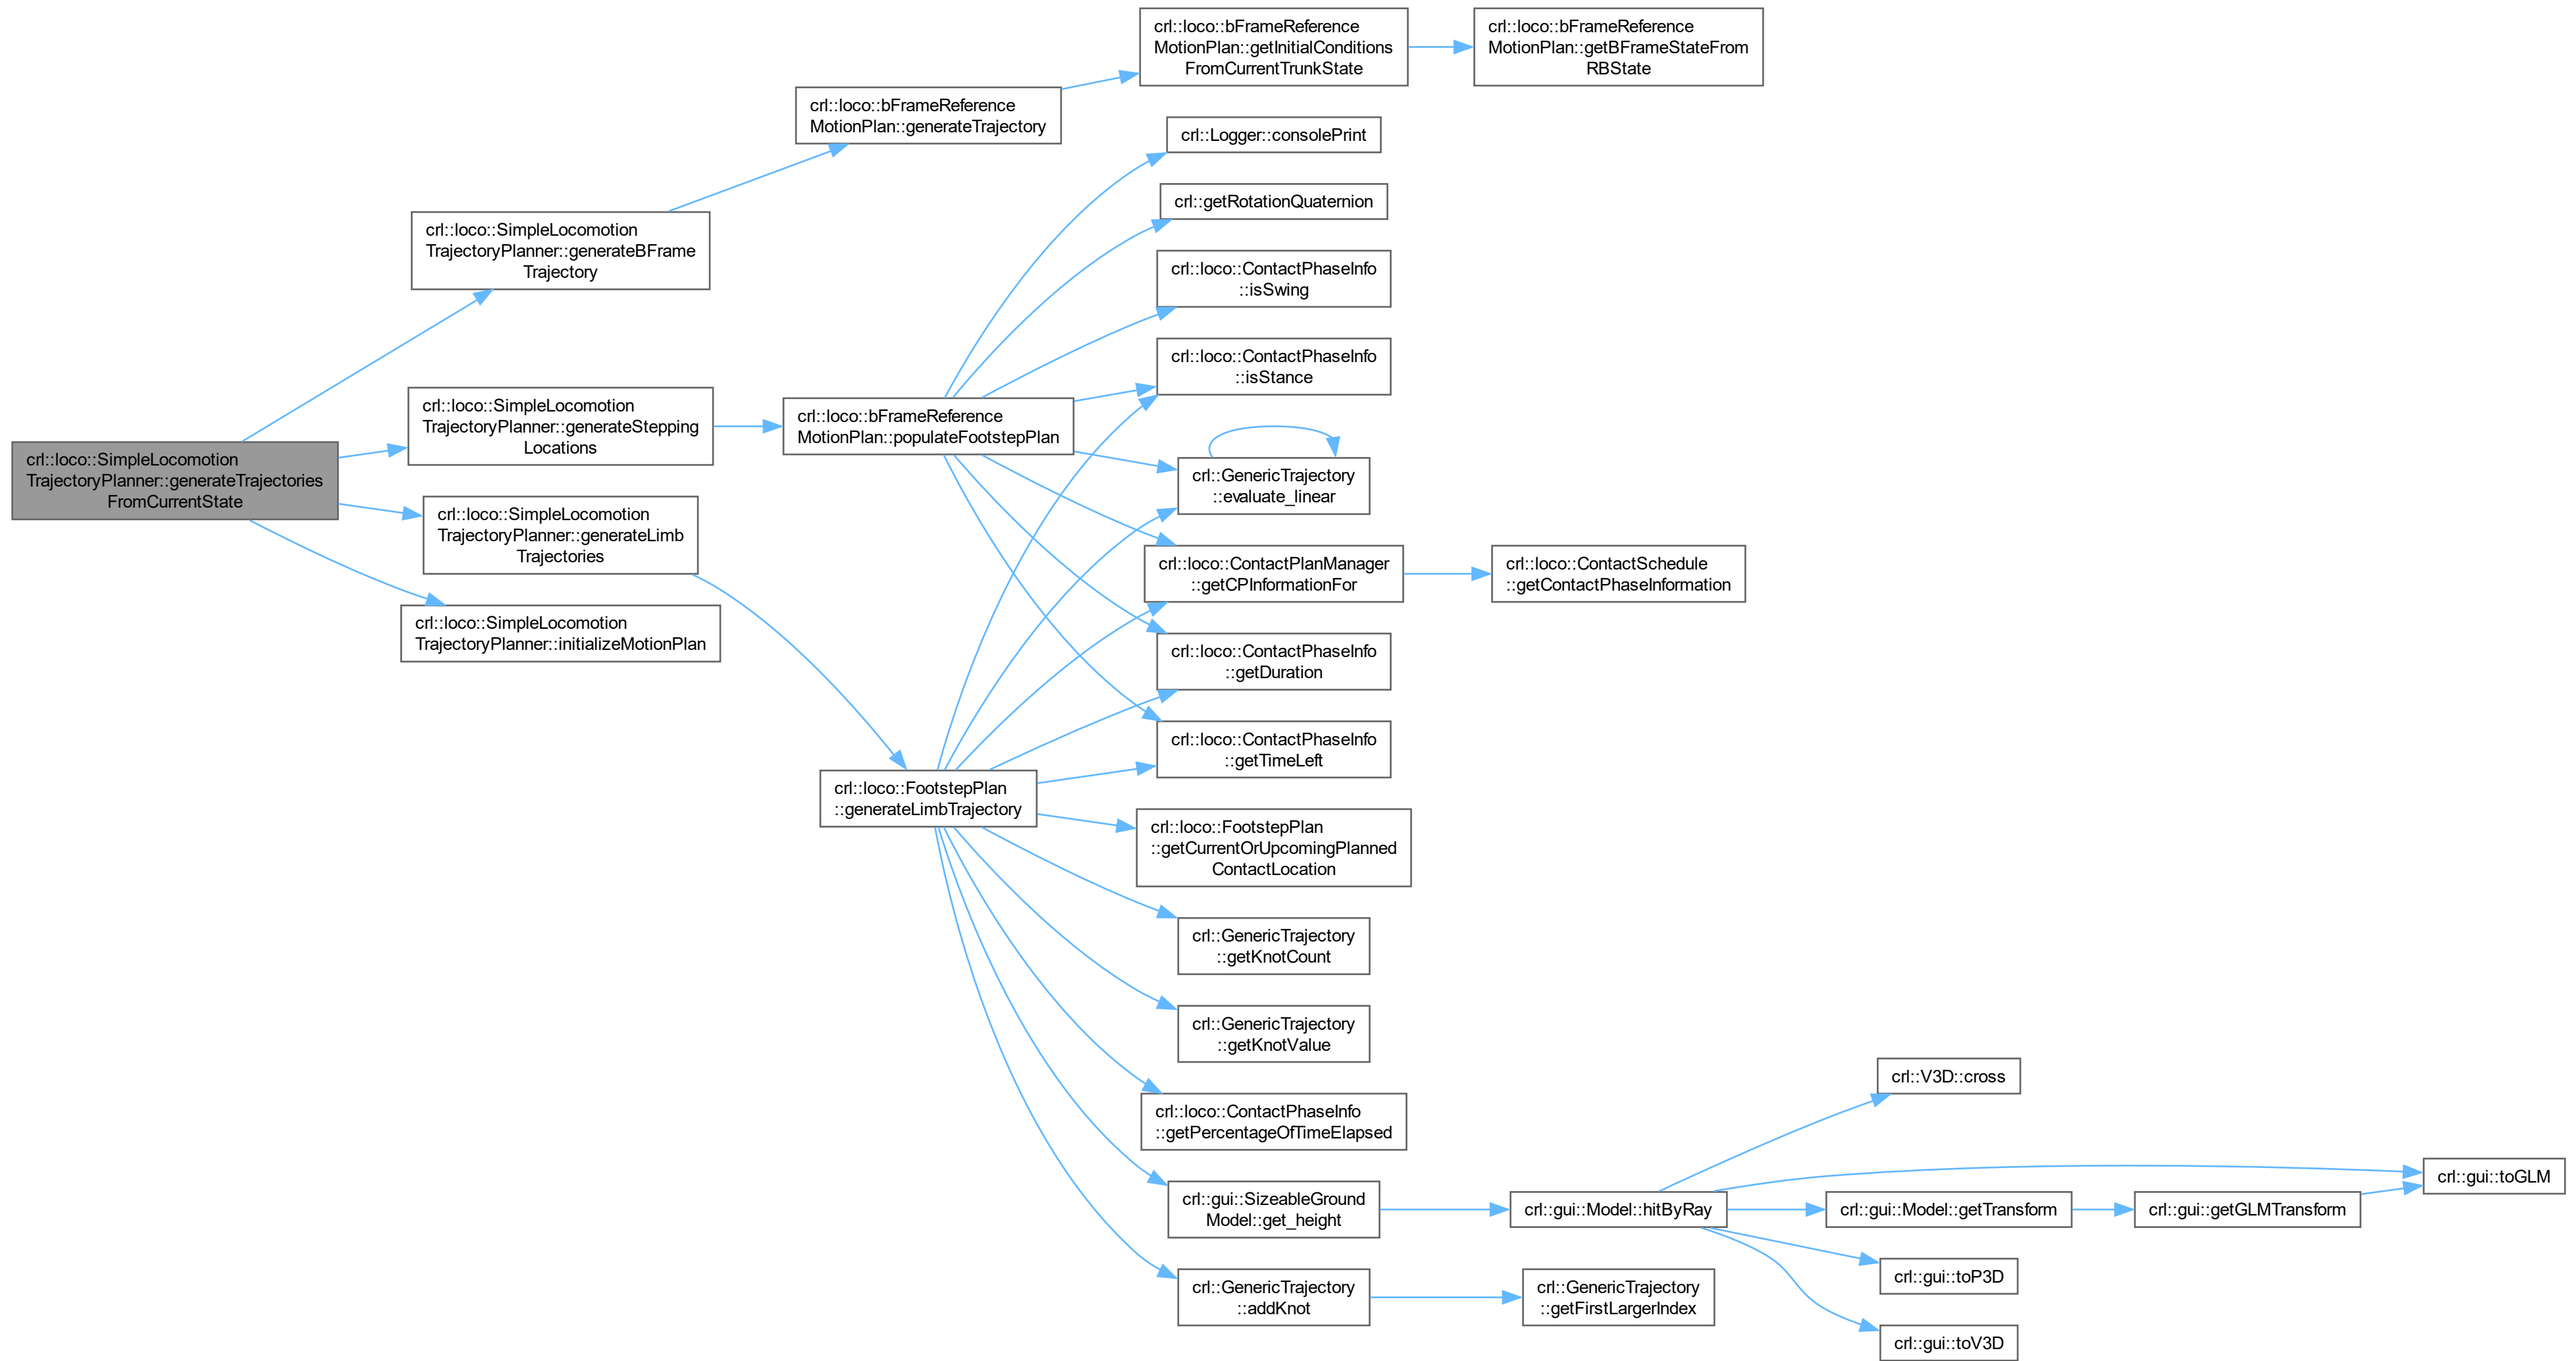 crl::loco::bFrameReference
MotionPlan::getInitialConditions
FromCurrentTrunkState
crl::loco::bFrameReference
MotionPlan::getBFrameStateFrom
RBState
crl::loco::bFrameReference
MotionPlan::generateTrajectory
crl::Logger::consolePrint
crl::getRotationQuaternion
crl::loco::SimpleLocomotion
TrajectoryPlanner::generateBFrame
Trajectory
crl::loco::ContactPhaseInfo
::isSwing
crl::loco::ContactPhaseInfo
::isStance
crl::loco::SimpleLocomotion
TrajectoryPlanner::generateStepping
Locations
crl::loco::bFrameReference
MotionPlan::populateFootstepPlan
crl::loco::SimpleLocomotion
TrajectoryPlanner::generateTrajectories
FromCurrentState
crl::GenericTrajectory
::evaluate_linear
crl::loco::SimpleLocomotion
TrajectoryPlanner::generateLimb
Trajectories
crl::loco::ContactPlanManager
::getCPInformationFor
crl::loco::ContactSchedule
::getContactPhaseInformation
crl::loco::SimpleLocomotion
TrajectoryPlanner::initializeMotionPlan
crl::loco::ContactPhaseInfo
::getDuration
crl::loco::ContactPhaseInfo
::getTimeLeft
crl::loco::FootstepPlan
::generateLimbTrajectory
crl::loco::FootstepPlan
::getCurrentOrUpcomingPlanned
ContactLocation
crl::GenericTrajectory
::getKnotCount
crl::GenericTrajectory
::getKnotValue
crl::loco::ContactPhaseInfo
::getPercentageOfTimeElapsed
crl::V3D::cross
crl::gui::toGLM
crl::gui::SizeableGround
Model::get_height
crl::gui::Model::hitByRay
crl::gui::Model::getTransform
crl::gui::getGLMTransform
crl::gui::toP3D
crl::GenericTrajectory
::addKnot
crl::GenericTrajectory
::getFirstLargerIndex
crl::gui::toV3D